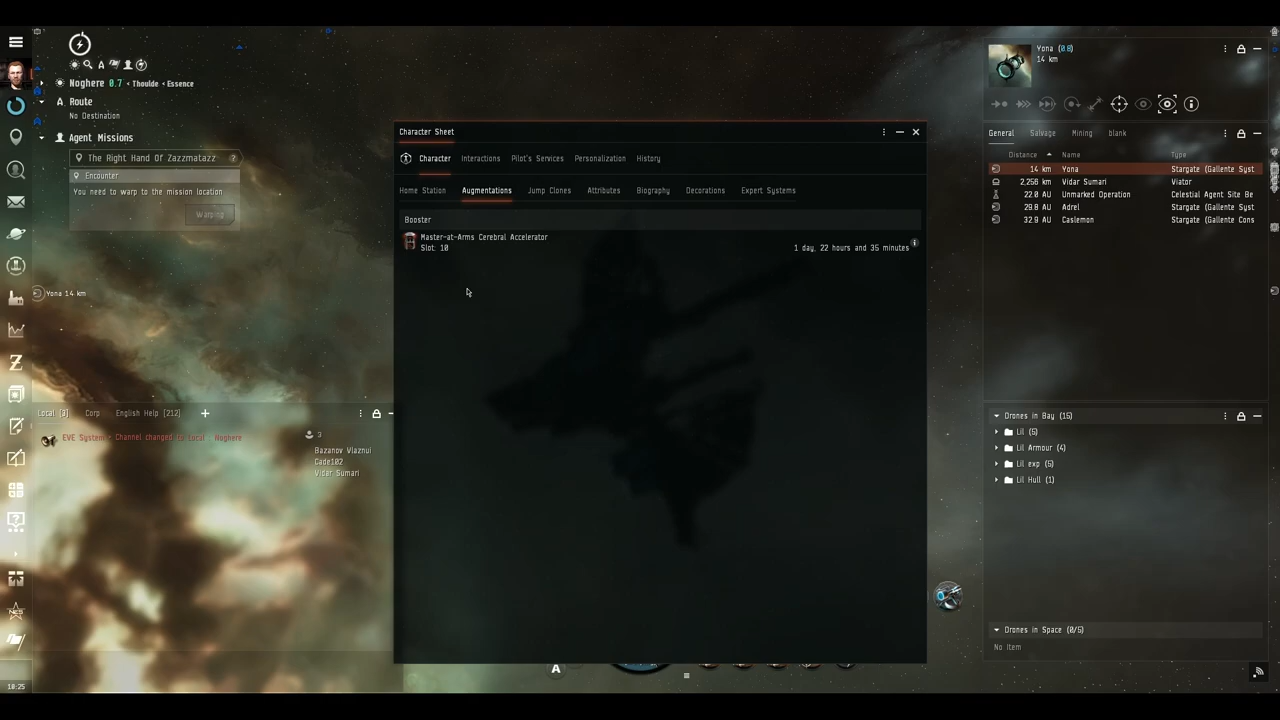 Noghere 0.7 < Thoulde < Essence
Route
No Destination
Agent Missions
The Right Hand Of Zazzmatazz ?
Encounter
You need to warp to the mission location
Warping
Yona 14 km
Local [3] Corp English Help [212]
EVE System > Channel changed to Local : Noghere
3
Bazanov Viaznui
Cade102
Vidar Sumari
18:25
Character Sheet
Character Interactions Pilot's Services Personalization History
Home Station Augmentations Jump Clones Attributes Biography Decorations Expert Systems
Booster
Master-at-Arms Cerebral Accelerator
Slot: 10
1 day, 22 hours and 35 minutes
A
Yona (0.8)
14 km
General Salvage Mining blank
Distance Name Type
14 km Yona Stargate (Gallente Syst
2,256 km Vidar Sumari Viator
22.8 AU Unmarked Operation Celestial Agent Site Be
29.8 AU Adrel Stargate (Gallente Syst
32.9 AU Caslemon Stargate (Gallente Cons
Drones in Bay (15)
Lil (5)
Lil Armour (4)
Lil exp (5)
Lil Hull (1)
Drones in Space (0/5)
No Item